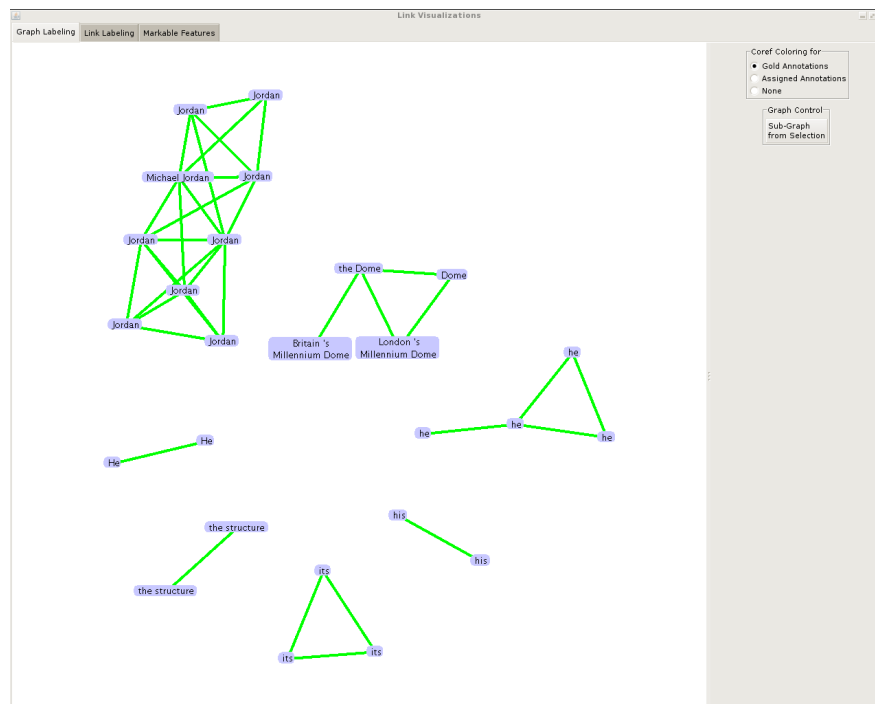 Link Visualizations
Graph Labeling
Link Labeling
Markable Features
Coref Coloring for
Gold Annotations
Assigned Annotations
None
Graph Control
Sub-Graph
from Selection
Jordan
Jordan
Michael Jordan
Jordan
Jordan
Jordan
Jordan
Jordan
Jordan
the Dome
Dome
Britain 's
Millennium Dome
London 's
Millennium Dome
he
he
he
he
He
He
his
his
the structure
the structure
its
its
its